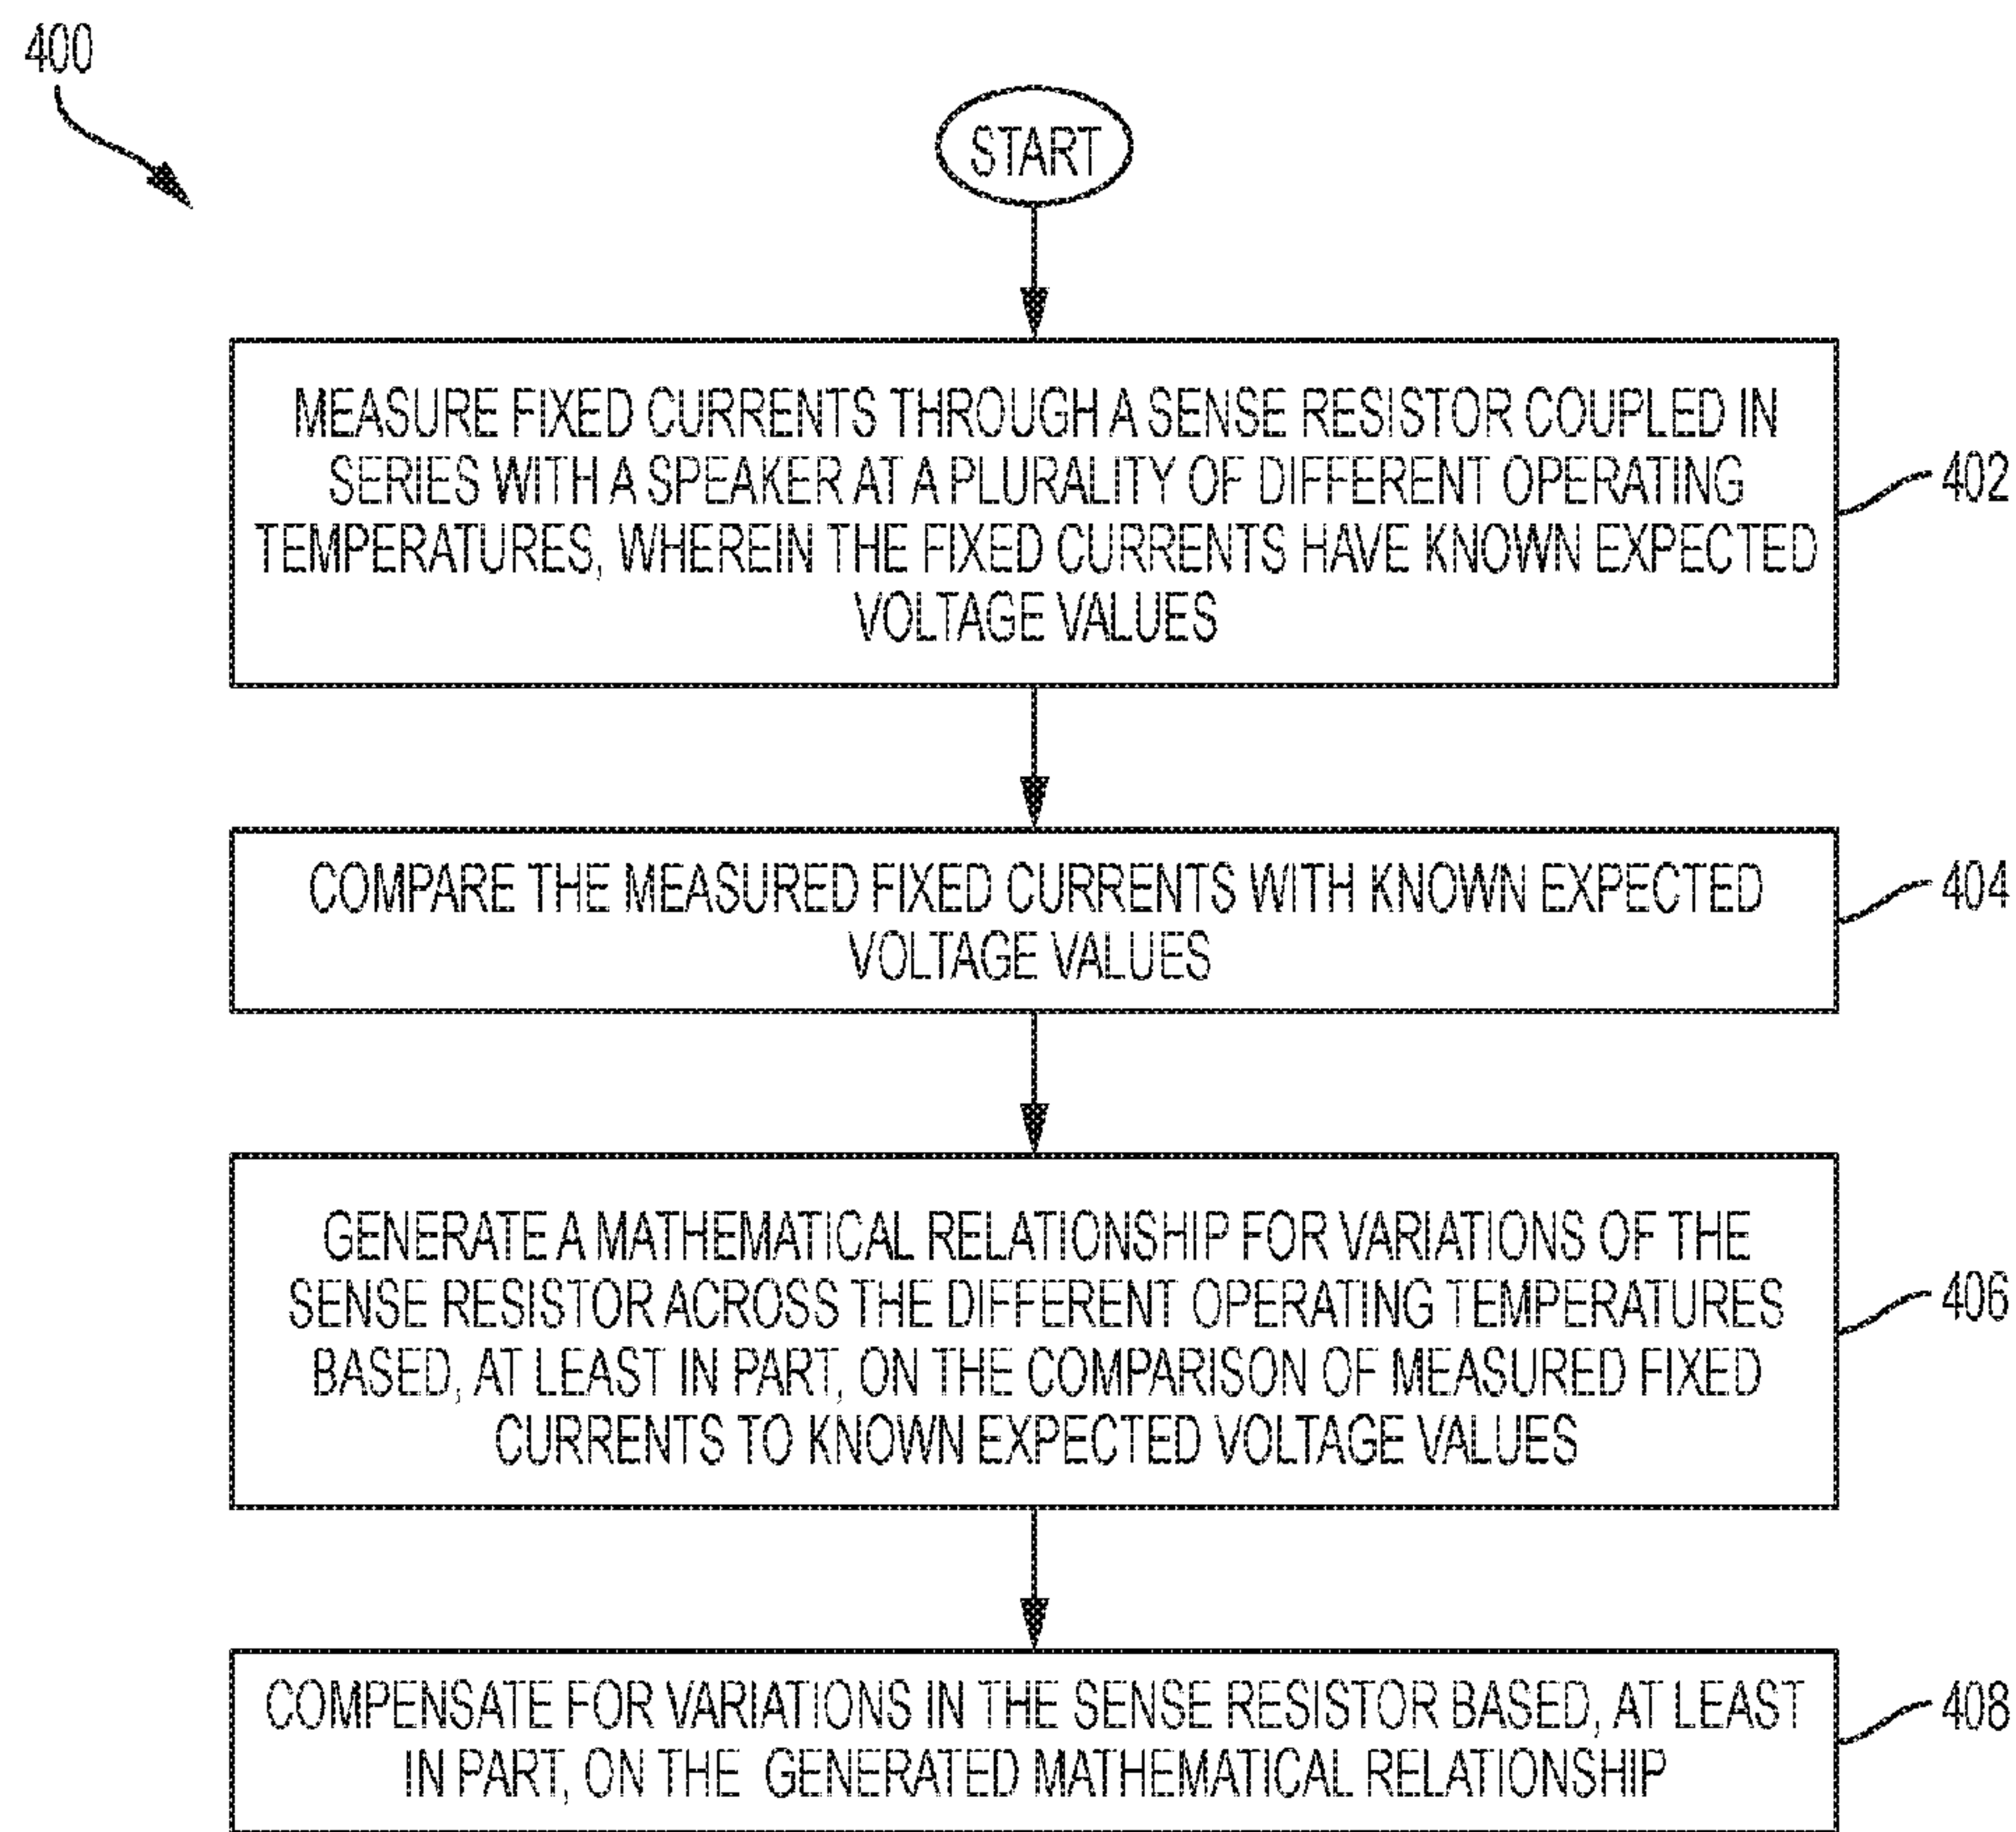 400
START
MEASURE FIXED CURRENTS THROUGH A SENSE RESISTOR COUPLED IN
SERIES WITH A SPEAKER AT A PLURALITY OF DIFFERENT OPERATING
TEMPERATURES, WHEREIN THE FIXED CURRENTS HAVE KNOWN EXPECTED
VOLTAGE VALUES
402
COMPARE THE MEASURED FIXED CURRENTS WITH KNOWN EXPECTED
VOLTAGE VALUES
404
GENERATE A MATHEMATICAL RELATIONSHIP FOR VARIATIONS OF THE
SENSE RESISTOR ACROSS THE DIFFERENT OPERATING TEMPERATURES
BASED, AT LEAST IN PART, ON THE COMPARISON OF MEASURED FIXED
CURRENTS TO KNOWN EXPECTED VOLTAGE VALUES
406
COMPENSATE FOR VARIATIONS IN THE SENSE RESISTOR BASED, AT LEAST
IN PART, ON THE GENERATED MATHEMATICAL RELATIONSHIP
408